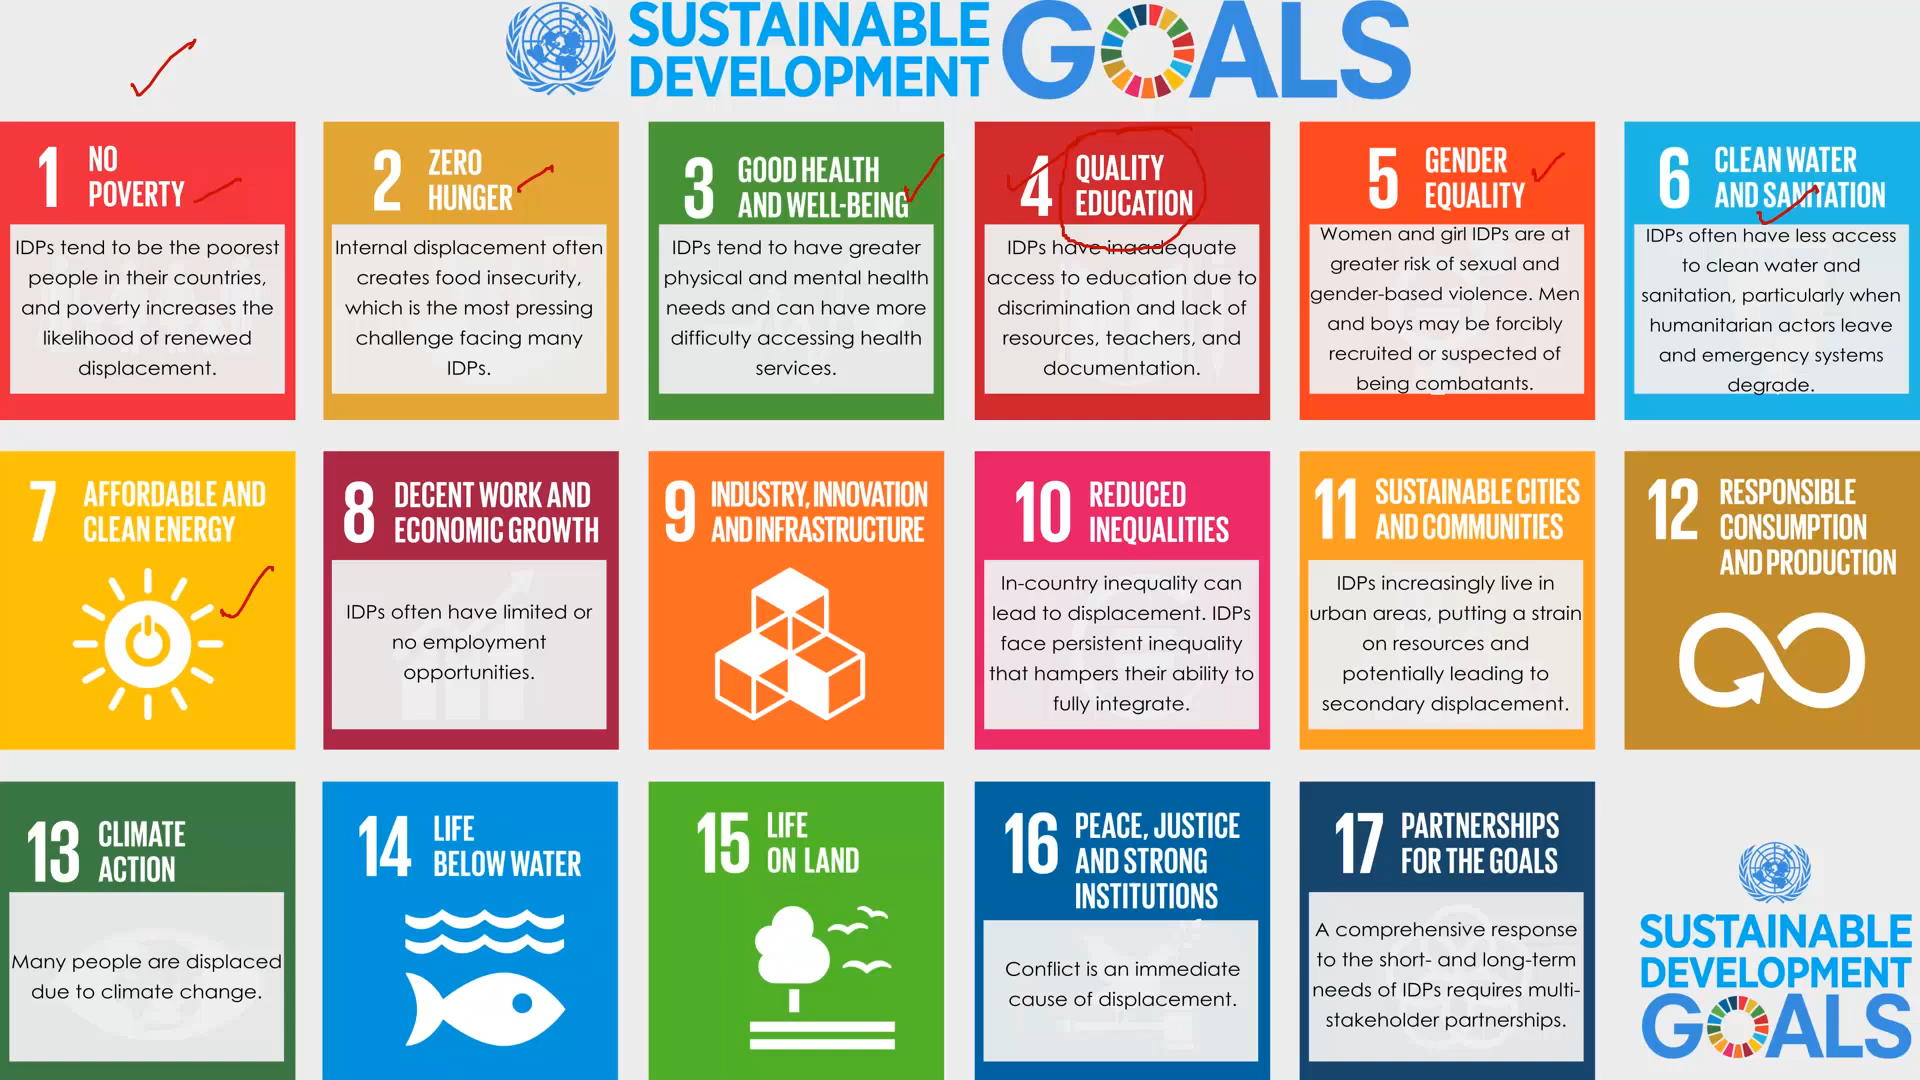 SUSTAINABLE
DEVELOPMENT
GOALS
1 NO
POVERTY
IDPs tend to be the poorest
people in their countries,
and poverty increases the
likelihood of renewed
displacement.
2 ZERO
HUNGER
Internal displacement often
creates food insecurity,
which is the most pressing
challenge facing many
IDPs.
3 GOOD HEALTH
AND WELL-BEING
IDPs tend to have greater
physical and mental health
needs and can have more
difficulty accessing health
services.
4 QUALITY
EDUCATION
IDPs have inaadequate
access to education due to
discrimination and lack of
resources, teachers, and
documentation.
5 GENDER
EQUALITY
Women and girl IDPs are at
greater risk of sexual and
gender-based violence. Men
and boys may be forcibly
recruited or suspected of
being combatants.
6 CLEAN WATER
AND SANITATION
IDPs often have less access
to clean water and
sanitation, particularly when
humanitarian actors leave
and emergency systems
degrade.
7 AFFORDABLE AND
CLEAN ENERGY
8 DECENT WORK AND
ECONOMIC GROWTH
IDPs often have limited or
no employment
opportunities.
9 INDUSTRY, INNOVATION
AND INFRASTRUCTURE
10 REDUCED
INEQUALITIES
In-country inequality can
lead to displacement. IDPs
face persistent inequality
that hampers their ability to
fully integrate.
11 SUSTAINABLE CITIES
AND COMMUNITIES
IDPs increasingly live in
urban areas, putting a strain
on resources and
potentially leading to
secondary displacement.
12 RESPONSIBLE
CONSUMPTION
AND PRODUCTION
13 CLIMATE
ACTION
Many people are displaced
due to climate change.
14 LIFE
BELOW WATER
15 LIFE
ON LAND
16 PEACE, JUSTICE
AND STRONG
INSTITUTIONS
Conflict is an immediate
cause of displacement.
17 PARTNERSHIPS
FOR THE GOALS
A comprehensive response
to the short- and long-term
needs of IDPs requires multi-
stakeholder partnerships.
SUSTAINABLE
DEVELOPMENT
GOALS